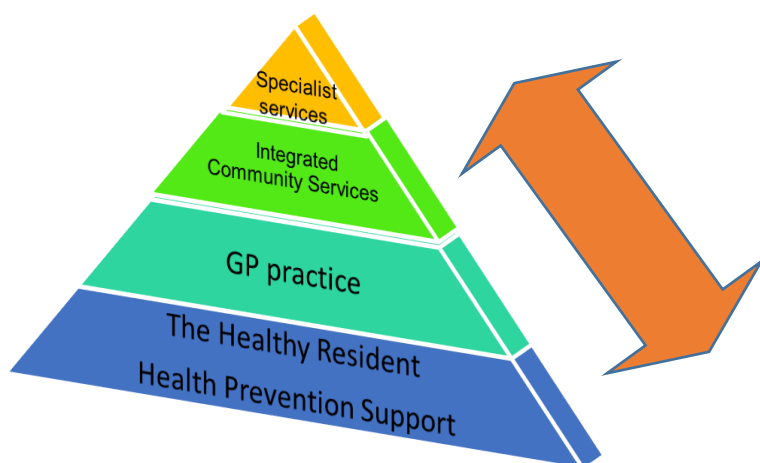 Specialist
services
Integrated
Community Services
GP practice
The Healthy Resident
Health Prevention Support